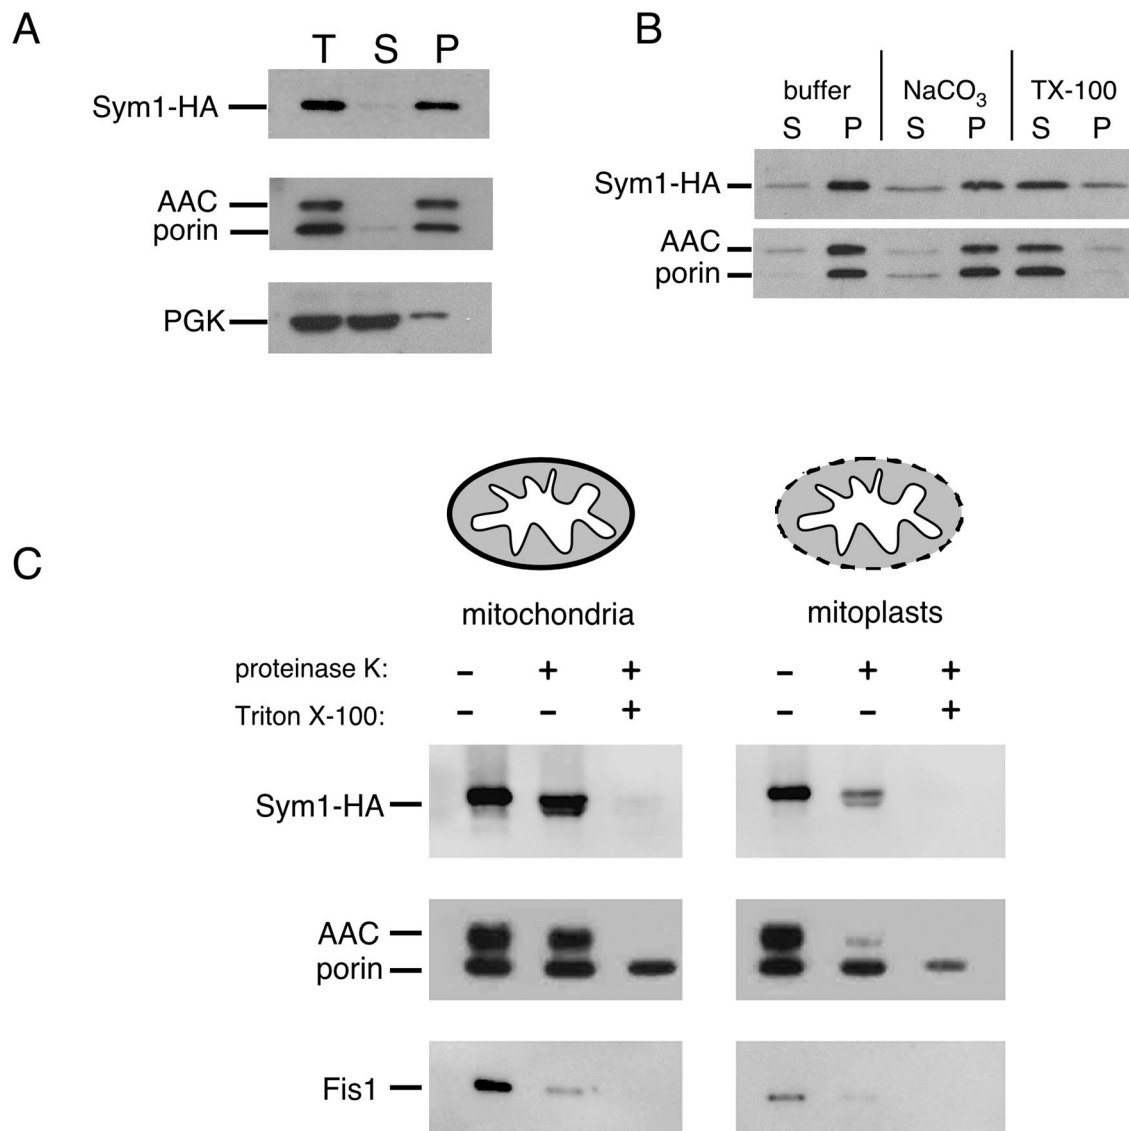 A
T S P
Sym1-HA
AAC
porin
PGK
B
buffer NaCO₃ TX-100
S P S P S P
Sym1-HA
AAC
porin
C
mitochondria mitoplasts
proteinase K: – + + – + +
Triton X-100: – – + – – +
Sym1-HA
AAC
porin
Fis1